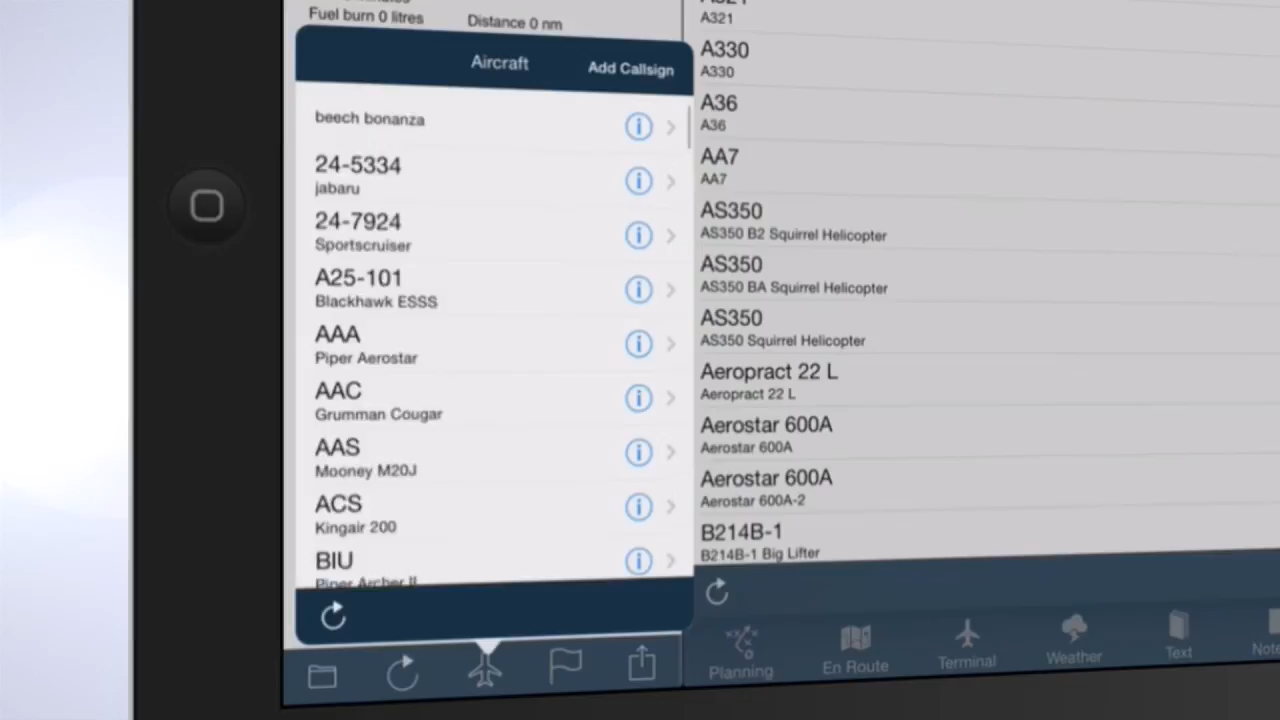 Fuel burn 0 litres
Distance 0 nm
Aircraft
Add Callsign
beech bonanza
24-5334
jabaru
24-7924
Sportscruiser
A25-101
Blackhawk ESSS
AAA
Piper Aerostar
AAC
Grumman Cougar
AAS
Mooney M20J
ACS
Kingair 200
BIU
Piper Archer II
A321
A321
A330
A330
A36
A36
AA7
AA7
AS350
AS350 B2 Squirrel Helicopter
AS350
AS350 BA Squirrel Helicopter
AS350
AS350 Squirrel Helicopter
Aeropract 22 L
Aeropract 22 L
Aerostar 600A
Aerostar 600A
Aerostar 600A
Aerostar 600A-2
B214B-1
B214B-1 Big Lifter
Planning
En Route
Terminal
Weather
Text